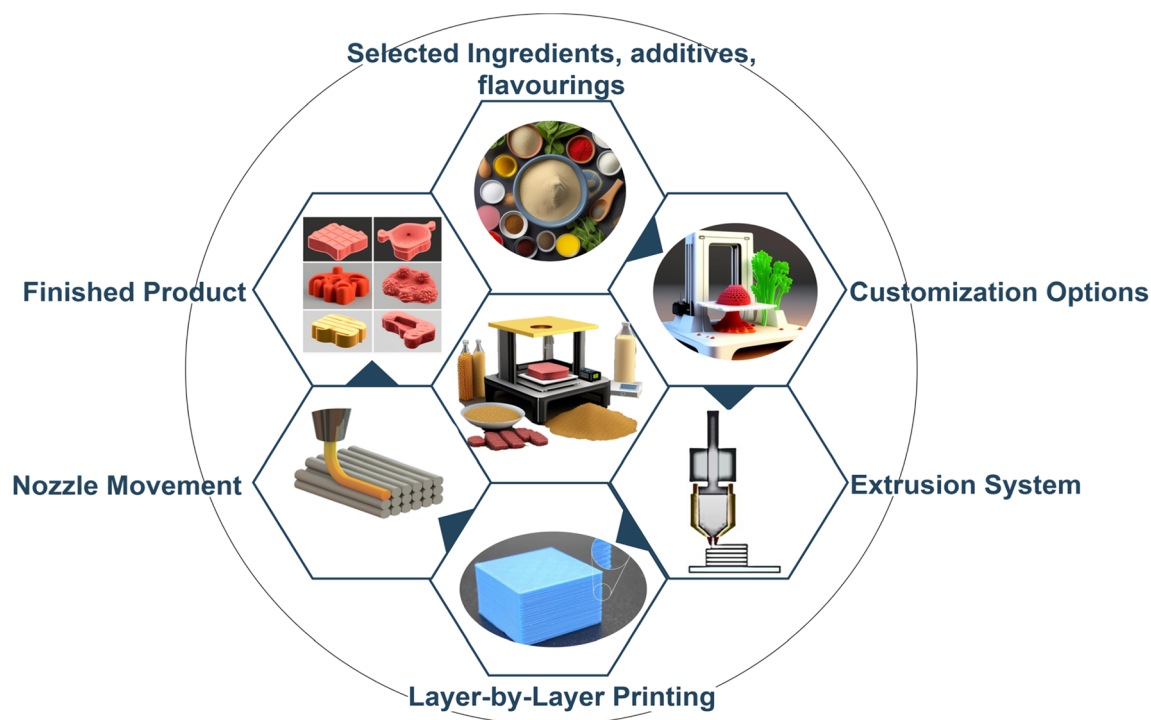 Selected Ingredients, additives,
flavourings
Finished Product
Customization Options
Nozzle Movement
Extrusion System
Layer-by-Layer Printing